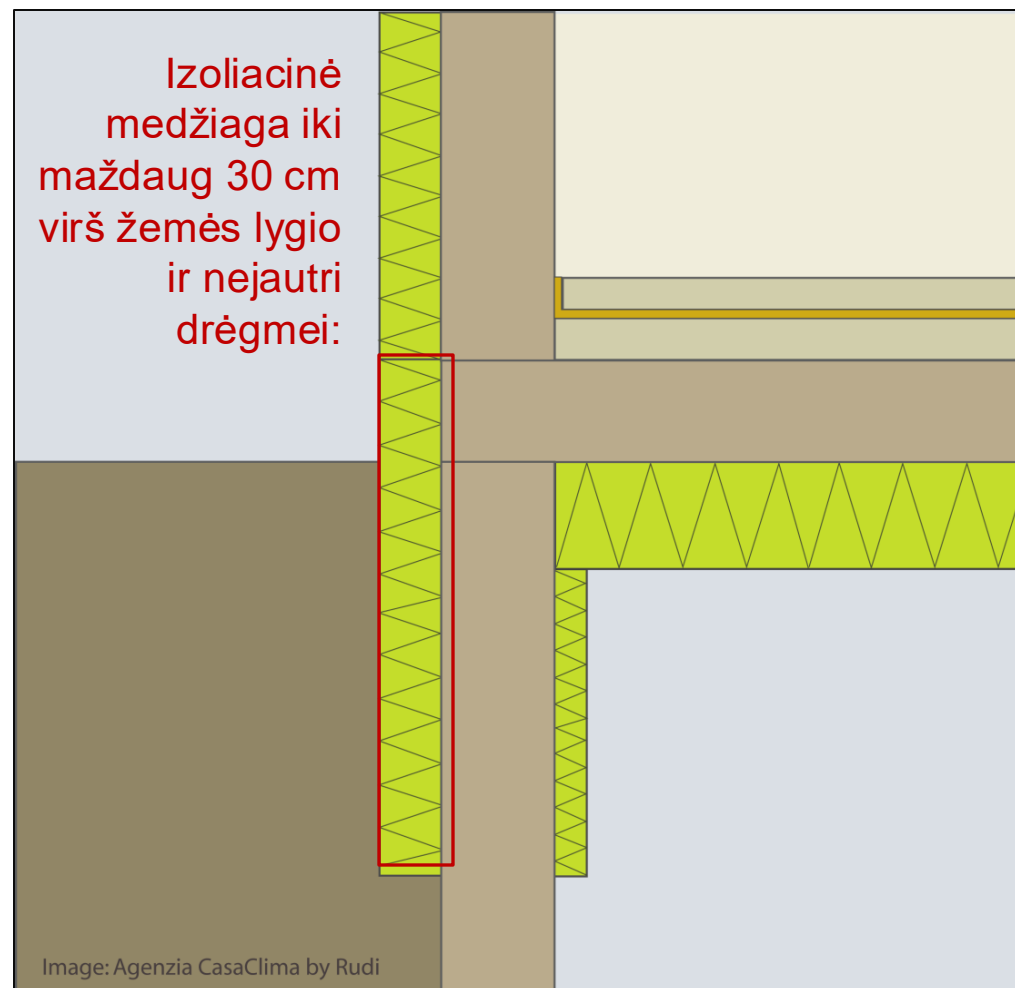 Izoliacinė
medžiaga iki
maždaug 30 cm
virš žemės lygio
ir nejautri
drėgmei:
Image: Agenzia CasaClima by Rudi